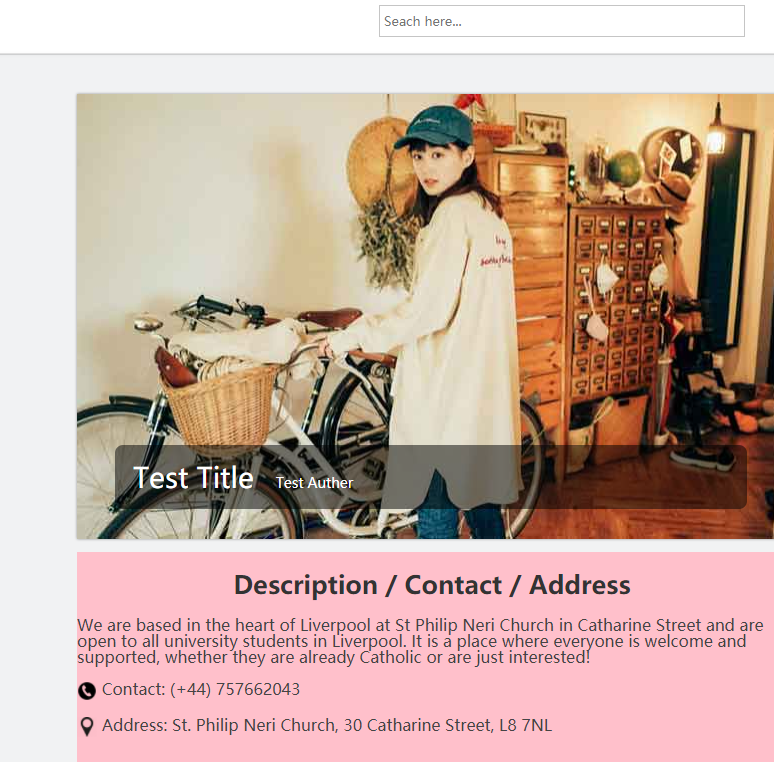 Seach here...
Test Title Test Auther
Description / Contact / Address
We are based in the heart of Liverpool at St Philip Neri Church in Catharine Street and are
open to all university students in Liverpool. It is a place where everyone is welcome and
supported, whether they are already Catholic or are just interested!
Contact: (+44) 757662043
Address: St. Philip Neri Church, 30 Catharine Street, L8 7NL